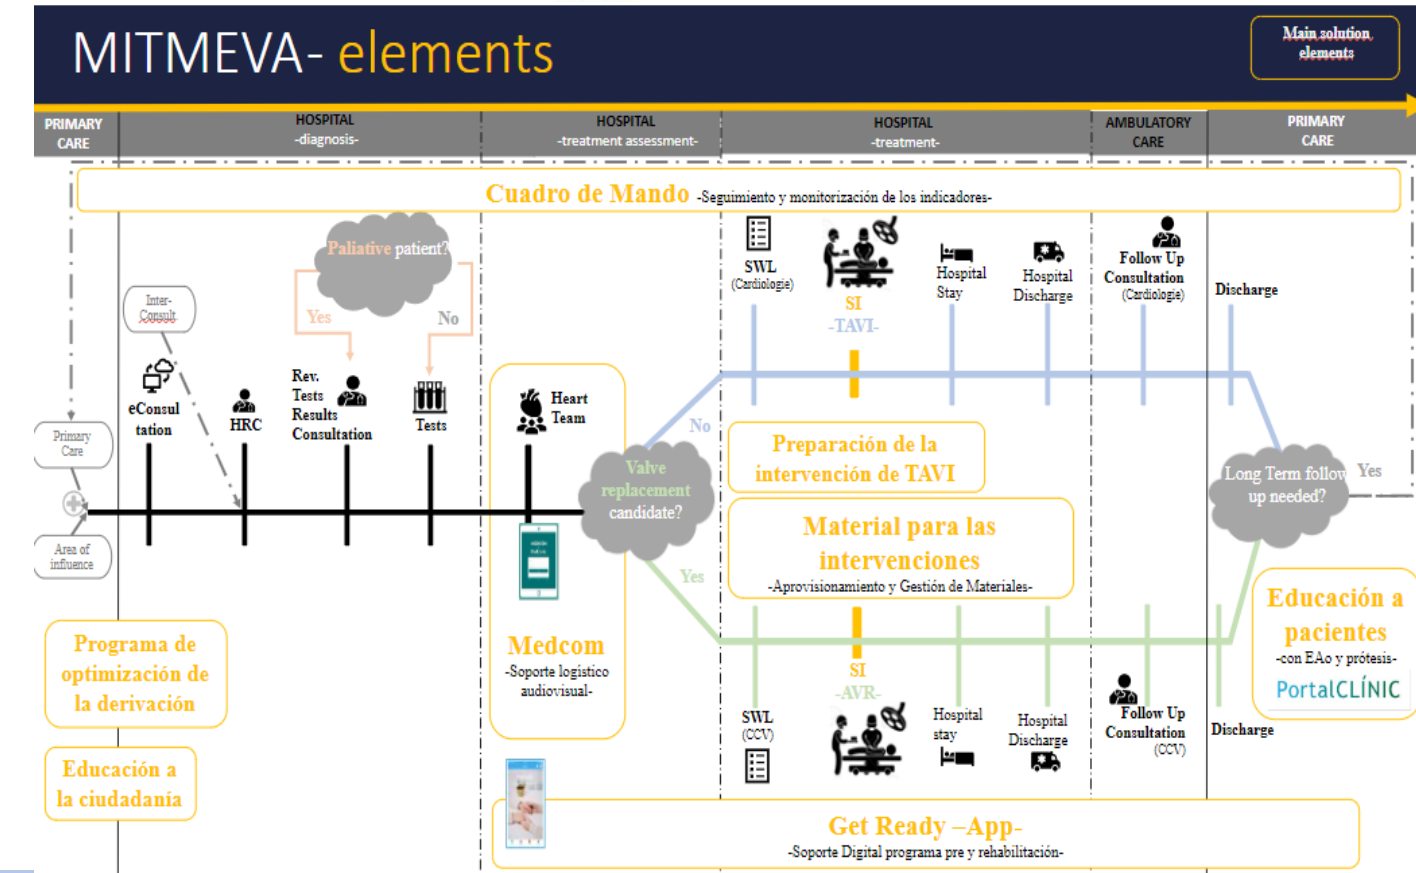 MITMEVA- elements
Main solution
elements
PRIMARY
CARE
HOSPITAL
-diagnosis-
HOSPITAL
-treatment assessment-
HOSPITAL
-treatment-
AMBULATORY
CARE
PRIMARY
CARE
Cuadro de Mando -Seguimiento y monitorización de los indicadores-
Paliative patient?
Yes
No
Inter-
Consult
eConsul
tation
HRC
Rev.
Tests
Results
Consultation
Tests
Primary
Care
Area of
influence
Heart
Team
Valve
replacement
candidate?
No
Yes
SWL
(Cardiologie)
SI
-TAVI-
Hospital
Stay
Hospital
Discharge
Follow Up
Consultation
(Cardiologie)
Discharge
Preparación de la
intervención de TAVI
Material para las
intervenciones
-Aprovisionamiento y Gestión de Materiales-
Long Term follow
up needed?
Yes
Programa de
optimización de
la derivación
Educación a
la ciudadanía
Medcom
-Soporte logístico
audiovisual-
SI
-AVR-
SWL
(CCV)
Hospital
stay
Hospital
Discharge
Follow Up
Consultation
(CCV)
Discharge
Educación a
pacientes
-con EAo y prótesis-
PortalCLÍNIC
Get Ready –App-
-Soporte Digital programa pre y rehabilitación-